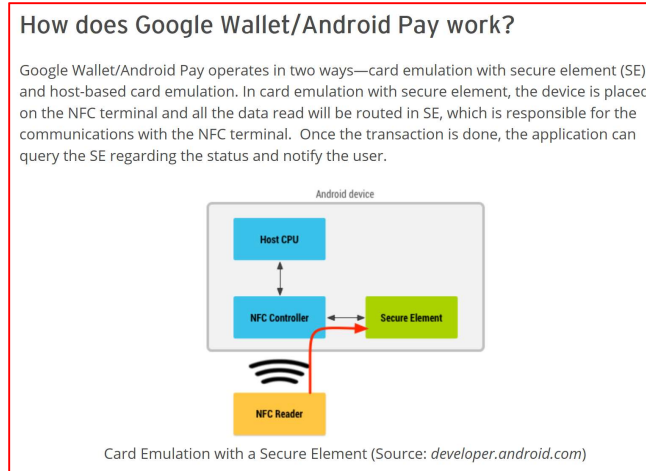 How does Google Wallet/Android Pay work?
Google Wallet/Android Pay operates in two ways—card emulation with secure element (SE)
and host-based card emulation. In card emulation with secure element, the device is placed
on the NFC terminal and all the data read will be routed in SE, which is responsible for the
communications with the NFC terminal. Once the transaction is done, the application can
query the SE regarding the status and notify the user.
Android device
Host CPU
NFC Controller
Secure Element
NFC Reader
Card Emulation with a Secure Element (Source: developer.android.com)